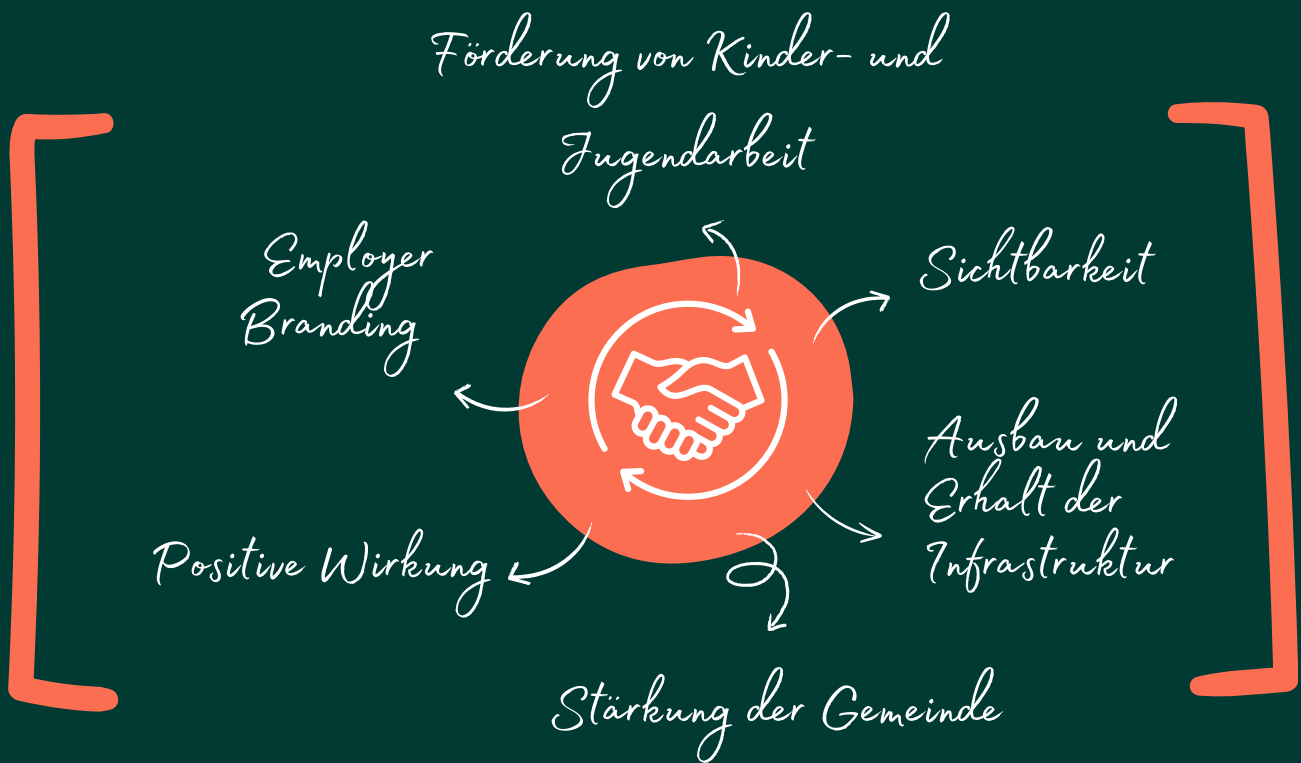 Förderung von Kinder- und
Jugendarbeit
Employer
Branding
Sichtbarkeit
Ausbau und
Erhalt der
Infrastruktur
Positive Wirkung
Stärkung der Gemeinde